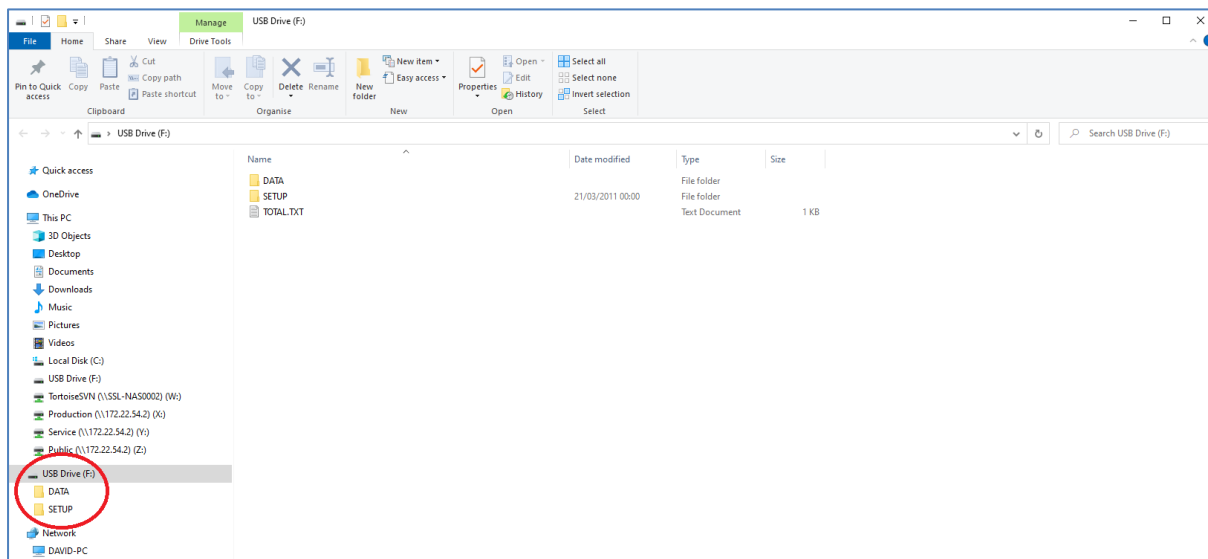 Manage USB Drive (F:)
File Home Share View Drive Tools
Pin to Quick access
Copy
Paste
Cut
Copy path
Paste shortcut
Move to
Copy to
Delete
Rename
New folder
New item
Easy access
Properties
Open
Edit
History
Select all
Select none
Invert selection
Clipboard Organise New Open Select
USB Drive (F:) Search USB Drive (F:)
Name Date modified Type Size
DATA File folder
SETUP 21/03/2011 00:00 File folder
TOTAL.TXT Text Document 1 KB
Quick access
OneDrive
This PC
3D Objects
Desktop
Documents
Downloads
Music
Pictures
Videos
Local Disk (C:)
USB Drive (F:)
TortoiseSVN (\\SSL-NAS0002) (W:)
Production (\\172.22.54.2) (X:)
Service (\\172.22.54.2) (Y:)
Public (\\172.22.54.2) (Z:)
USB Drive (F:)
DATA
SETUP
Network
DAVID-PC